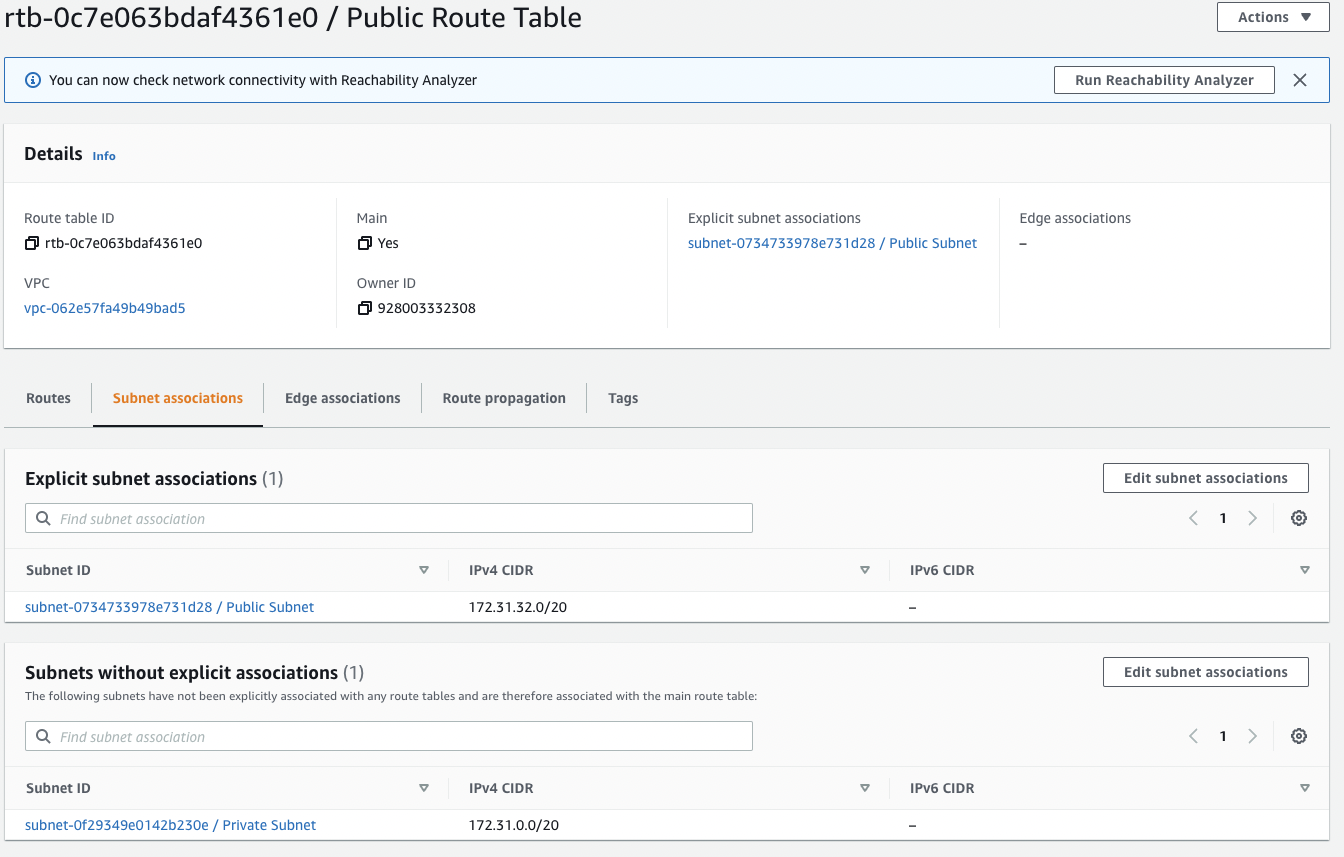 rtb-0c7e063bdaf4361e0 / Public Route Table
Actions
You can now check network connectivity with Reachability Analyzer
Run Reachability Analyzer
Details Info
Route table ID
rtb-0c7e063bdaf4361e0
Main
Yes
Explicit subnet associations
subnet-0734733978e731d28 / Public Subnet
Edge associations
–
VPC
vpc-062e57fa49b49bad5
Owner ID
928003332308
Routes
Subnet associations
Edge associations
Route propagation
Tags
Explicit subnet associations (1)
Edit subnet associations
Find subnet association
1
Subnet ID
IPv4 CIDR
IPv6 CIDR
subnet-0734733978e731d28 / Public Subnet
172.31.32.0/20
–
Subnets without explicit associations (1)
Edit subnet associations
The following subnets have not been explicitly associated with any route tables and are therefore associated with the main route table:
Find subnet association
1
Subnet ID
IPv4 CIDR
IPv6 CIDR
subnet-0f29349e0142b230e / Private Subnet
172.31.0.0/20
–